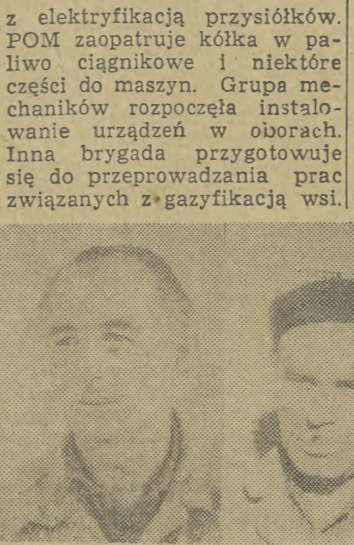 z elektryfikacją przysiółków.
POM zaopatruje kółka w pa-
liwo ciągnikowe i niektóre
części do maszyn. Grupa me-
chaników rozpoczęła instalo-
wanie urządzeń w oborach.
Inna brygada przygotowuje
się do przeprowadzania prac
związanych z gazyfikacją wsi.